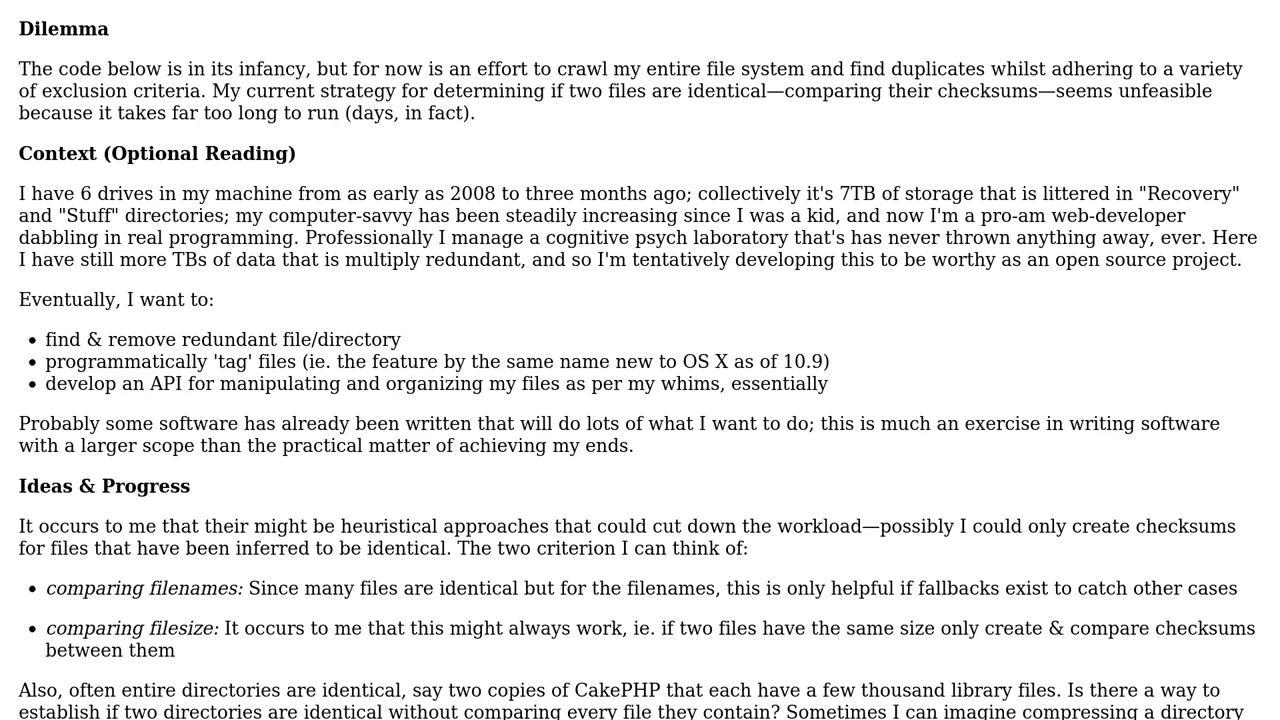 Dilemma
The code below is in its infancy, but for now is an effort to crawl my entire file system and find duplicates whilst adhering to a variety
of exclusion criteria. My current strategy for determining if two files are identical—comparing their checksums—seems unfeasible
because it takes far too long to run (days, in fact).
Context (Optional Reading)
I have 6 drives in my machine from as early as 2008 to three months ago; collectively it's 7TB of storage that is littered in "Recovery"
and "Stuff" directories; my computer-savvy has been steadily increasing since I was a kid, and now I'm a pro-am web-developer
dabbling in real programming. Professionally I manage a cognitive psych laboratory that's has never thrown anything away, ever. Here
I have still more TBs of data that is multiply redundant, and so I'm tentatively developing this to be worthy as an open source project.
Eventually, I want to:
• find & remove redundant file/directory
• programmatically 'tag' files (ie. the feature by the same name new to OS X as of 10.9)
• develop an API for manipulating and organizing my files as per my whims, essentially
Probably some software has already been written that will do lots of what I want to do; this is much an exercise in writing software
with a larger scope than the practical matter of achieving my ends.
Ideas & Progress
It occurs to me that their might be heuristical approaches that could cut down the workload—possibly I could only create checksums
for files that have been inferred to be identical. The two criterion I can think of:
• comparing filenames: Since many files are identical but for the filenames, this is only helpful if fallbacks exist to catch other cases
• comparing filesize: It occurs to me that this might always work, ie. if two files have the same size only create & compare checksums
between them
Also, often entire directories are identical, say two copies of CakePHP that each have a few thousand library files. Is there a way to
establish if two directories are identical without comparing every file they contain? Sometimes I can imagine compressing a directory